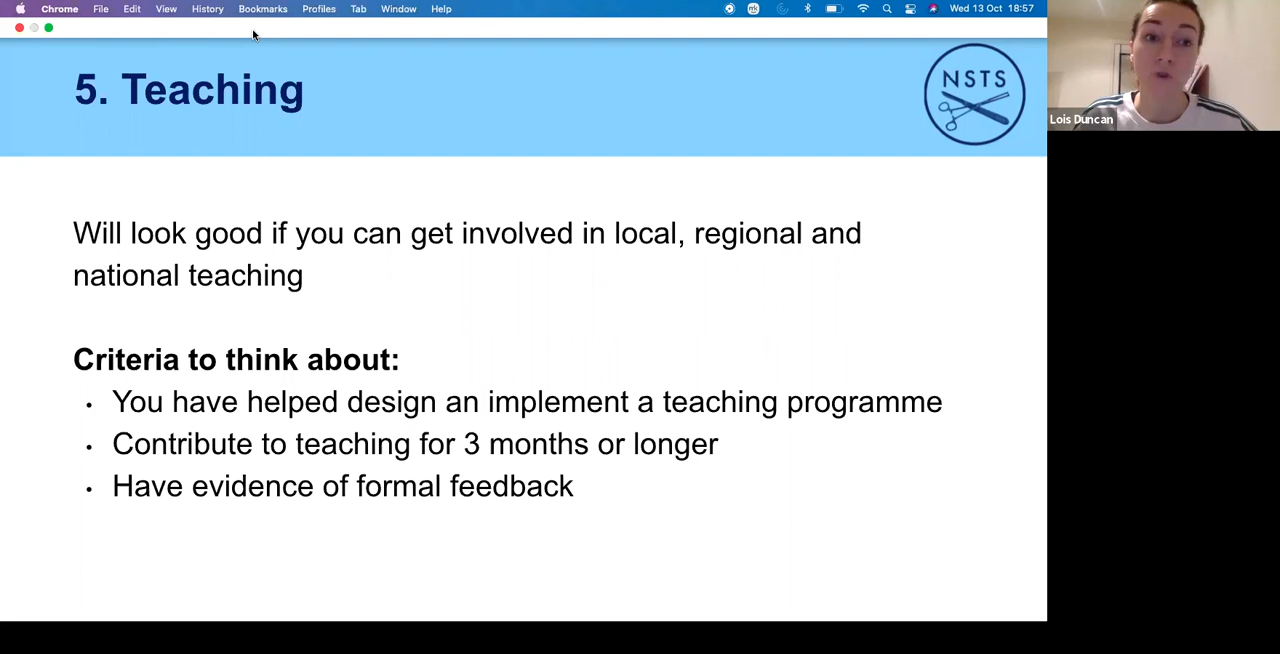 Chrome File Edit View History Bookmarks Profiles Tab Window Help Wed 13 Oct 18:57
5. Teaching
NSTS
Lois Duncan
Will look good if you can get involved in local, regional and
national teaching
Criteria to think about:
• You have helped design an implement a teaching programme
• Contribute to teaching for 3 months or longer
• Have evidence of formal feedback